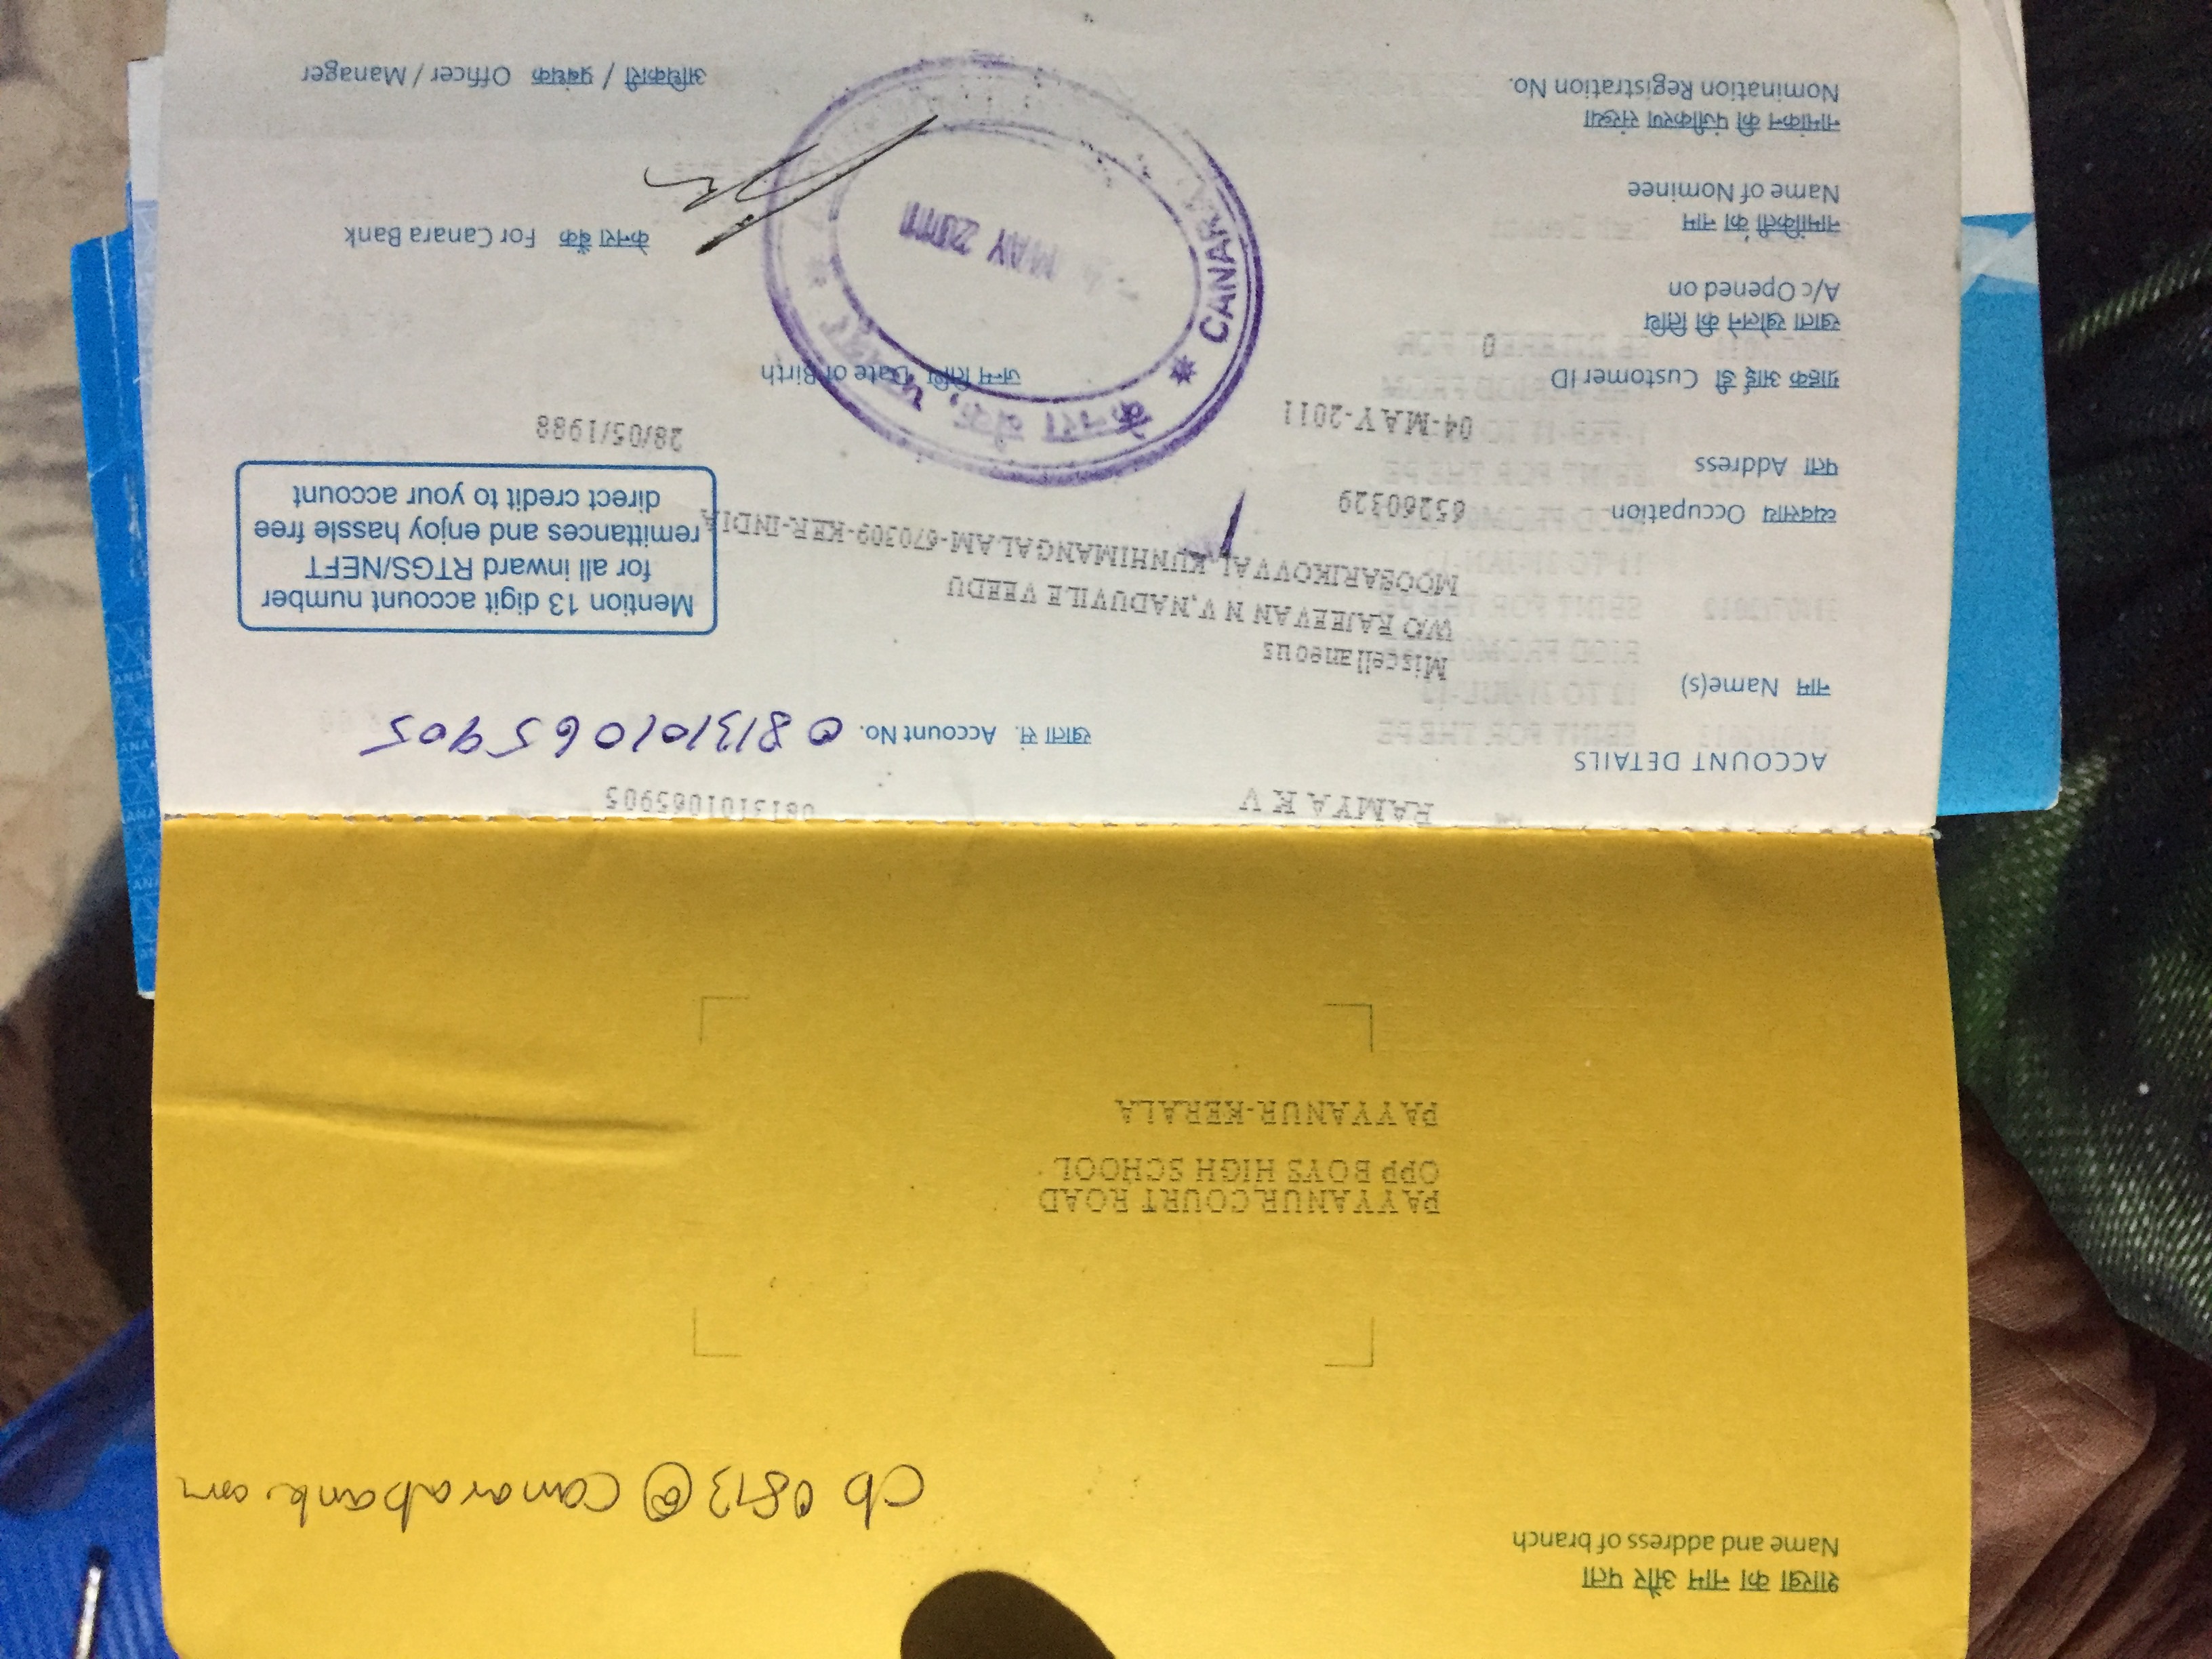 cb 0813@canarabank.com
शाखा का नाम और पता
Name and address of branch
PAYYANUR,COURT ROAD
OPP BOYS HIGH SCHOOL
PAYYANUR-KERALA
RAMYA K V
0813101065905
ACCOUNT DETAILS
खाता सं. Account No. 0813101065905
नाम Name(s)
Miscellaneous
W/O RAJEEVAN N V,NADUVILE VEEDU
MOOSARIKOVVAL,KUNHIMANGALAM-670309-KER-INDIA
Mention 13 digit account number
for all inward RTGS/NEFT
remittances and enjoy hassle free
direct credit to your account
व्यवसाय Occupation
65260329
पता Address
04-MAY-2011
28/05/1988
ग्राहक आई डी Customer ID
जन्म तिथि Date of Birth
0
खाता खोलने की तिथि
A/c Opened on
केनरा बैंक,
CANARA
MAY 2011
नामांकिती का नाम
Name of Nominee
केनरा बैंक For Canara Bank
नामांकन की पंजीकरण संख्या
Nomination Registration No.
अधिकारी / प्रबंधक Officer / Manager